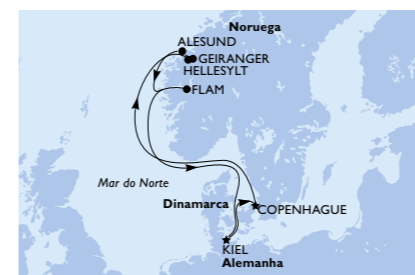 Noruega
ALESUND
GEIRANGER
HELLESYLT
FLAM
Mar do Norte
Dinamarca
COPENHAGUE
KIEL
Alemanha